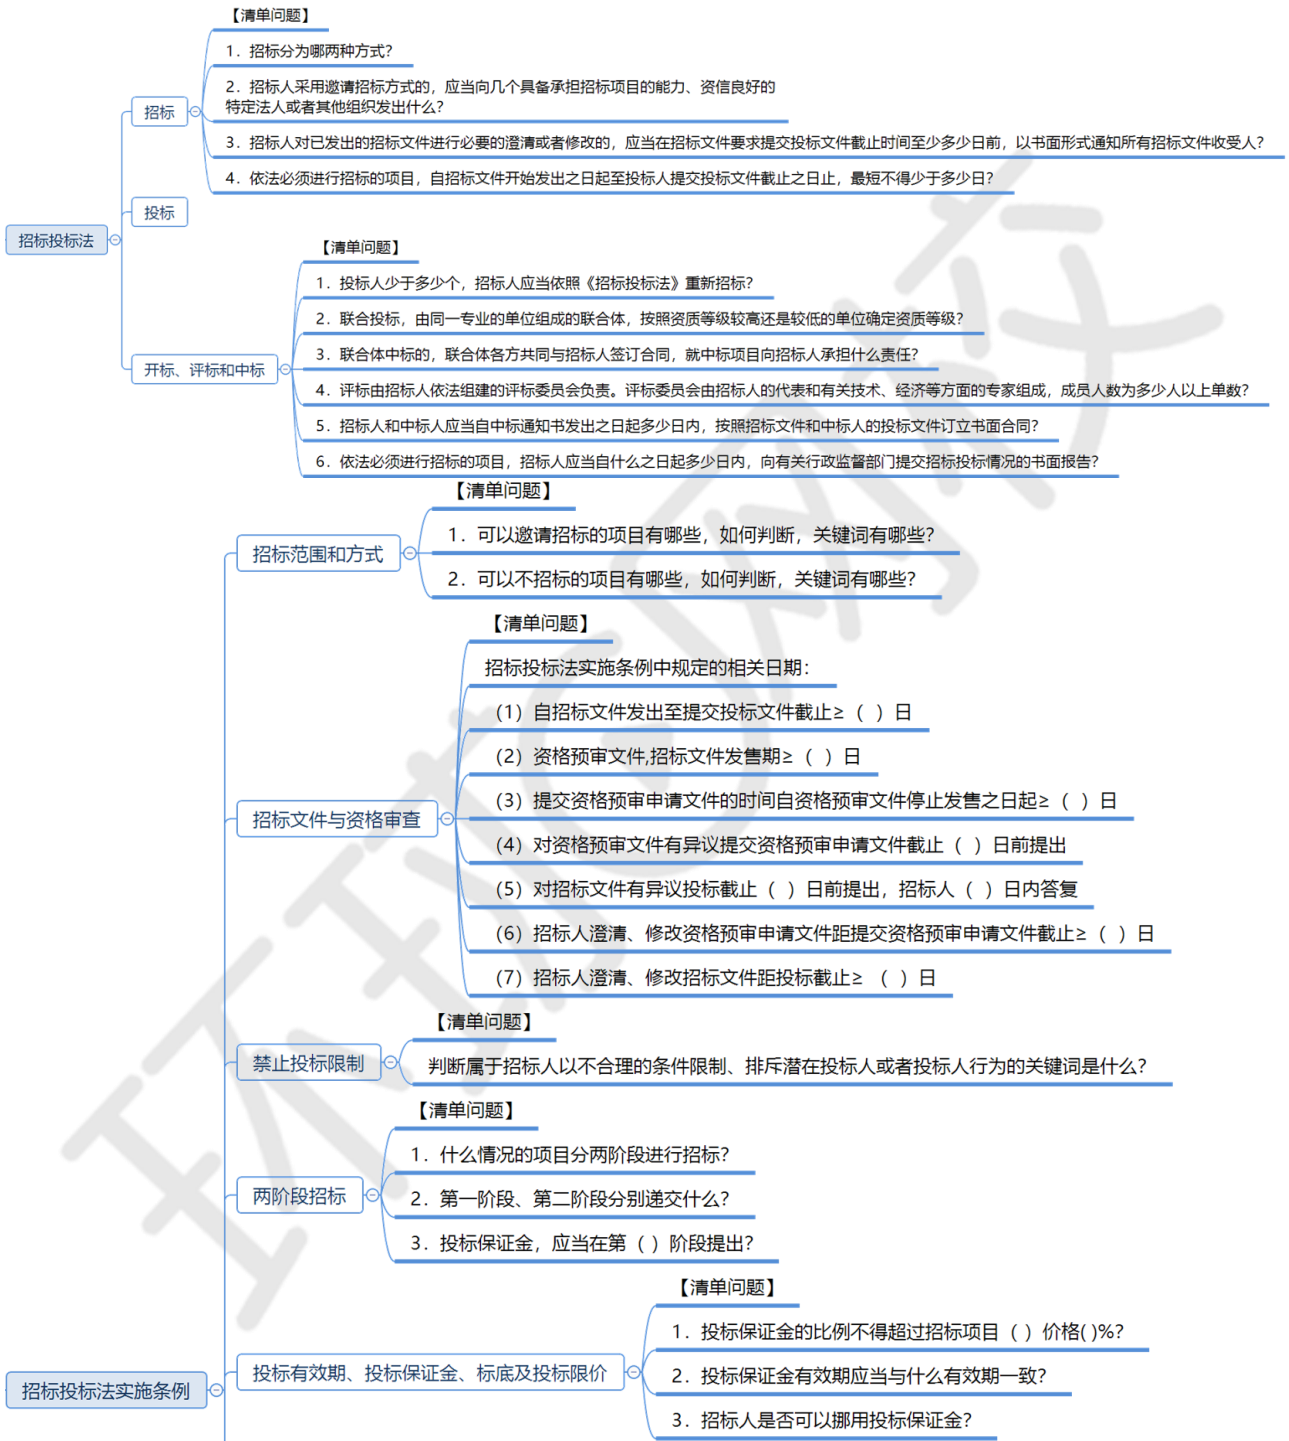 招标投标法
招标
【清单问题】
1. 招标分为哪两种方式？
2. 招标人采用邀请招标方式的，应当向几个具备承担招标项目的能力、资信良好的
特定法人或者其他组织发出什么？
3. 招标人对已发出的招标文件进行必要的澄清或者修改的，应当在招标文件要求提交投标文件截止时间至少多少日前，以书面形式通知所有招标文件收受人？
4. 依法必须进行招标的项目，自招标文件开始发出之日起至投标人提交投标文件截止之日止，最短不得少于多少日？
投标
开标、评标和中标
【清单问题】
1. 投标人少于多少个，招标人应当依照《招标投标法》重新招标？
2. 联合投标，由同一专业的单位组成的联合体，按照资质等级较高还是较低的单位确定资质等级？
3. 联合体中标的，联合体各方共同与招标人签订合同，就中标项目向招标人承担什么责任？
4. 评标由招标人依法组建的评标委员会负责。评标委员会由招标人的代表和有关技术、经济等方面的专家组成，成员人数为多少人以上单数？
5. 招标人和中标人应当自中标通知书发出之日起多少日内，按照招标文件和中标人的投标文件订立书面合同？
6. 依法必须进行招标的项目，招标人应当自什么之日起多少日内，向有关行政监督部门提交招标投标情况的书面报告？
招标投标法实施条例
招标范围和方式
【清单问题】
1. 可以邀请招标的项目有哪些，如何判断，关键词有哪些？
2. 可以不招标的项目有哪些，如何判断，关键词有哪些？
招标文件与资格审查
【清单问题】
招标投标法实施条例中规定的相关日期：
（1）自招标文件发出至提交投标文件截止≥（ ）日
（2）资格预审文件,招标文件发售期≥（ ）日
（3）提交资格预审申请文件的时间自资格预审文件停止发售之日起≥（ ）日
（4）对资格预审文件有异议提交资格预审申请文件截止（ ）日前提出
（5）对招标文件有异议投标截止（ ）日前提出，招标人（ ）日内答复
（6）招标人澄清、修改资格预审申请文件距提交资格预审申请文件截止≥（ ）日
（7）招标人澄清、修改招标文件距投标截止≥ （ ）日
禁止投标限制
【清单问题】
判断属于招标人以不合理的条件限制、排斥潜在投标人或者投标人行为的关键词是什么？
两阶段招标
【清单问题】
1. 什么情况的项目分两阶段进行招标？
2. 第一阶段、第二阶段分别递交什么？
3. 投标保证金，应当在第（ ）阶段提出？
投标有效期、投标保证金、标底及投标限价
【清单问题】
1. 投标保证金的比例不得超过招标项目（ ）价格( )%?
2. 投标保证金有效期应当与什么有效期一致？
3. 招标人是否可以挪用投标保证金？
环球网校